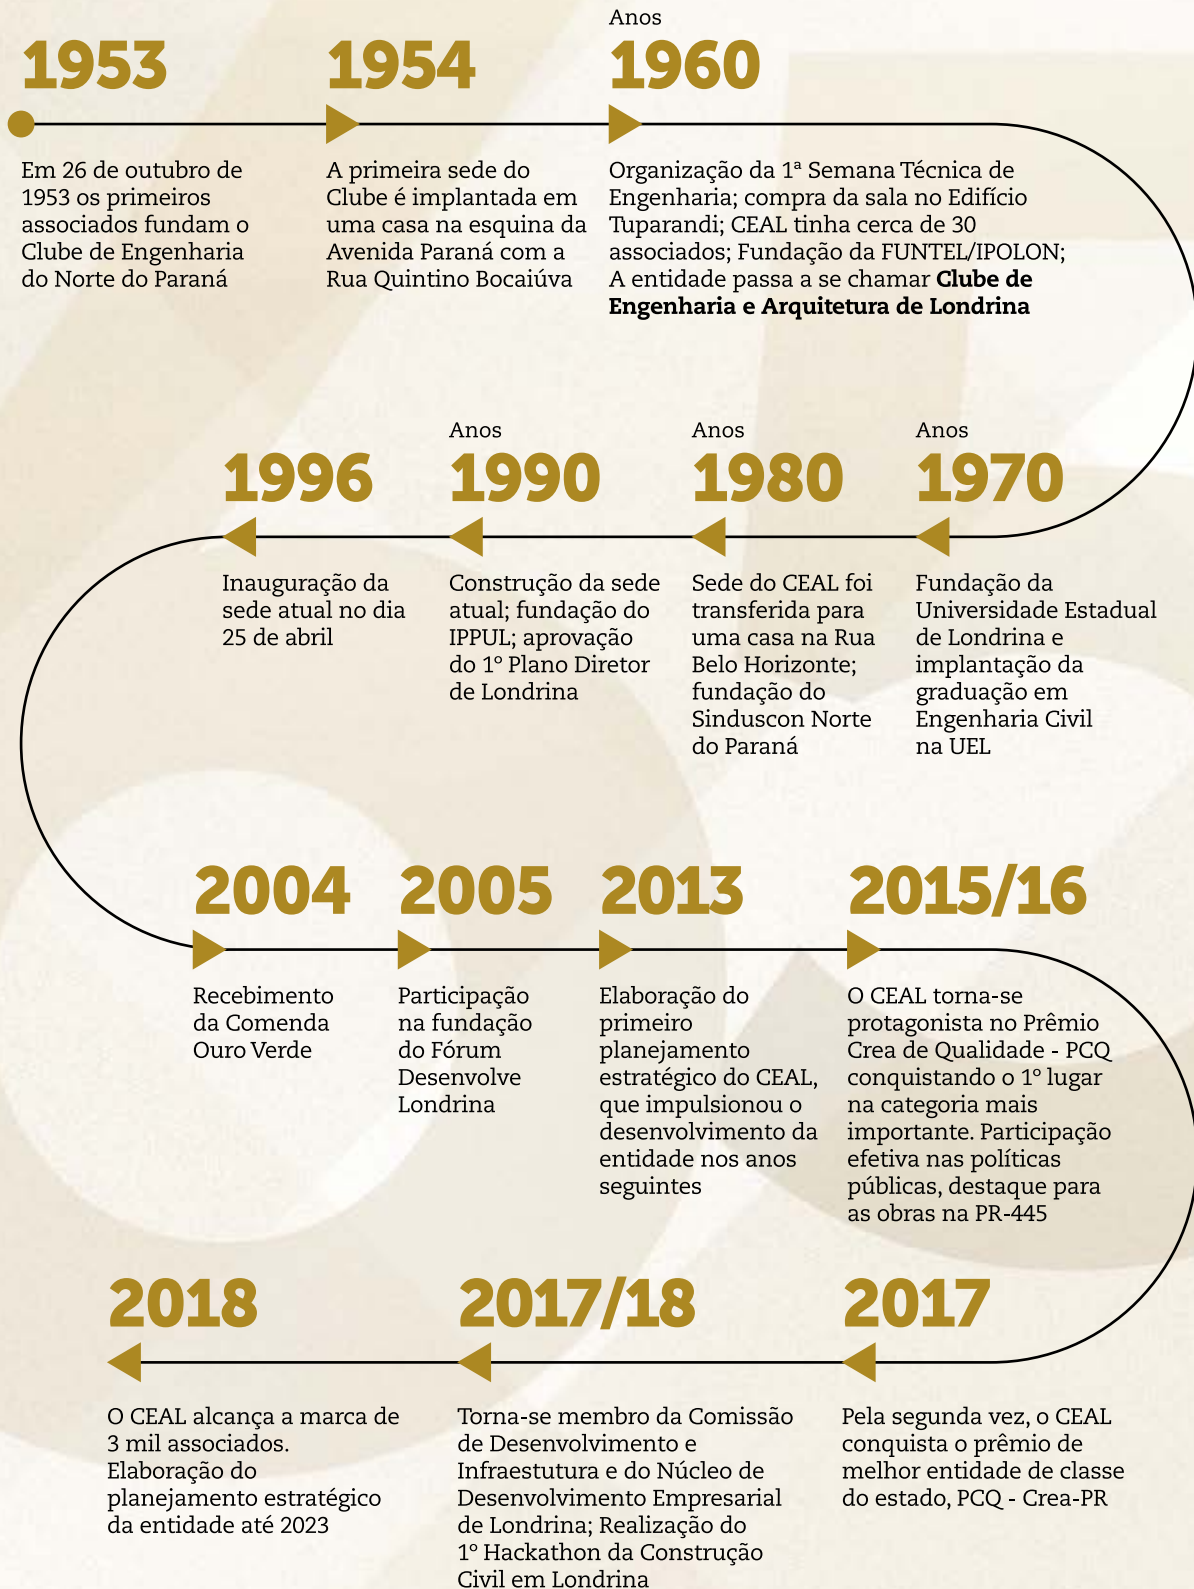 1953
Em 26 de outubro de
1953 os primeiros
associados fundam o
Clube de Engenharia
do Norte do Paraná
1954
A primeira sede do
Clube é implantada em
uma casa na esquina da
Avenida Paraná com a
Rua Quintino Bocaiúva
Anos
1960
Organização da 1ª Semana Técnica de
Engenharia; compra da sala no Edifício
Tuparandi; CEAL tinha cerca de 30
associados; Fundação da FUNTEL/IPOLON;
A entidade passa a se chamar Clube de
Engenharia e Arquitetura de Londrina
Anos
1970
Fundação da
Universidade Estadual
de Londrina e
implantação da
graduação em
Engenharia Civil
na UEL
Anos
1980
Sede do CEAL foi
transferida para
uma casa na Rua
Belo Horizonte;
fundação do
Sinduscon Norte
do Paraná
Anos
1990
Construção da sede
atual; fundação do
IPPUL; aprovação
do 1º Plano Diretor
de Londrina
1996
Inauguração da
sede atual no dia
25 de abril
2004
Recebimento
da Comenda
Ouro Verde
2005
Participação
na fundação
do Fórum
Desenvolve
Londrina
2013
Elaboração do
primeiro
planejamento
estratégico do CEAL,
que impulsionou o
desenvolvimento da
entidade nos anos
seguintes
2015/16
O CEAL torna-se
protagonista no Prêmio
Crea de Qualidade - PCQ
conquistando o 1º lugar
na categoria mais
importante. Participação
efetiva nas políticas
públicas, destaque para
as obras na PR-445
2017
Pela segunda vez, o CEAL
conquista o prêmio de
melhor entidade de classe
do estado, PCQ - Crea-PR
2017/18
Torna-se membro da Comissão
de Desenvolvimento e
Infraestutura e do Núcleo de
Desenvolvimento Empresarial
de Londrina; Realização do
1º Hackathon da Construção
Civil em Londrina
2018
O CEAL alcança a marca de
3 mil associados.
Elaboração do
planejamento estratégico
da entidade até 2023